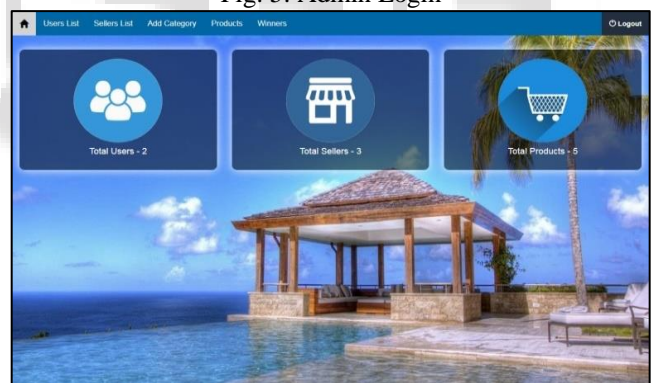 Fig. 5. Admin Login
Users List Sellers List Add Category Products Winners Logout
Total Users - 2
Total Sellers - 3
Total Products - 5